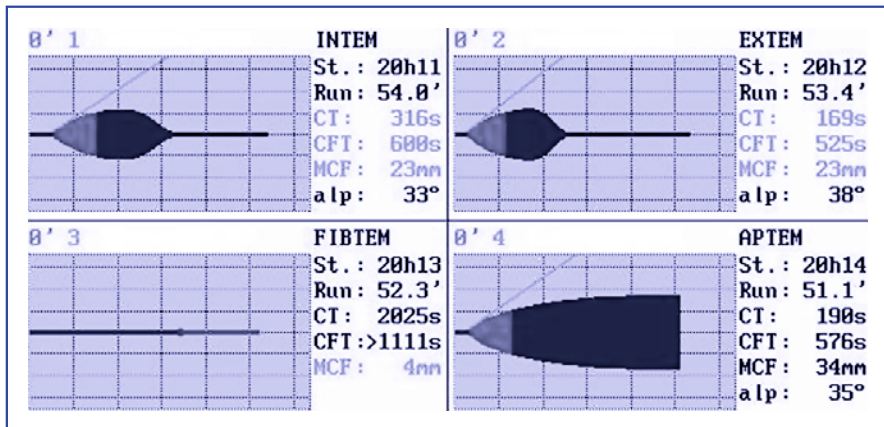 0' 1 INTEM
St.: 20h11
Run: 54.0'
CT: 316s
CFT: 600s
MCF: 23mm
alp: 33°
0' 2 EXTEM
St.: 20h12
Run: 53.4'
CT: 169s
CFT: 525s
MCF: 23mm
alp: 38°
0' 3 FIBTEM
St.: 20h13
Run: 52.3'
CT: 2025s
CFT:>1111s
MCF: 4mm
0' 4 APTEM
St.: 20h14
Run: 51.1'
CT: 190s
CFT: 576s
MCF: 34mm
alp: 35°